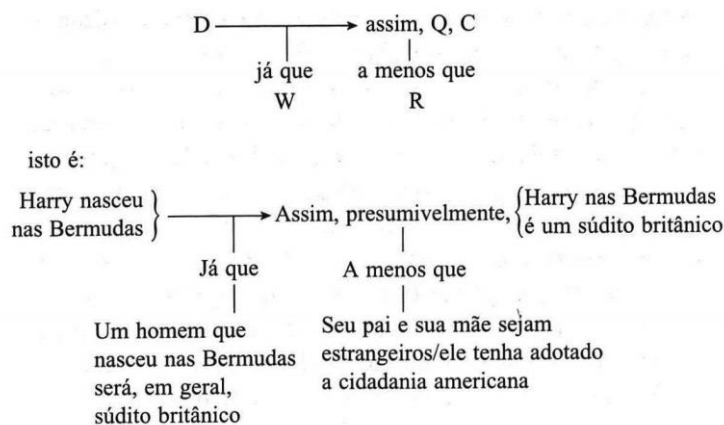 D assim, Q, C
já que a menos que
W R
isto é:
Harry nasceu
nas Bermudas
Assim, presumivelmente,
Harry nas Bermudas
é um súdito britânico
Já que A menos que
Um homem que
nasceu nas Bermudas
será, em geral,
súdito britânico
Seu pai e sua mãe sejam
estrangeiros/ele tenha adotado
a cidadania americana